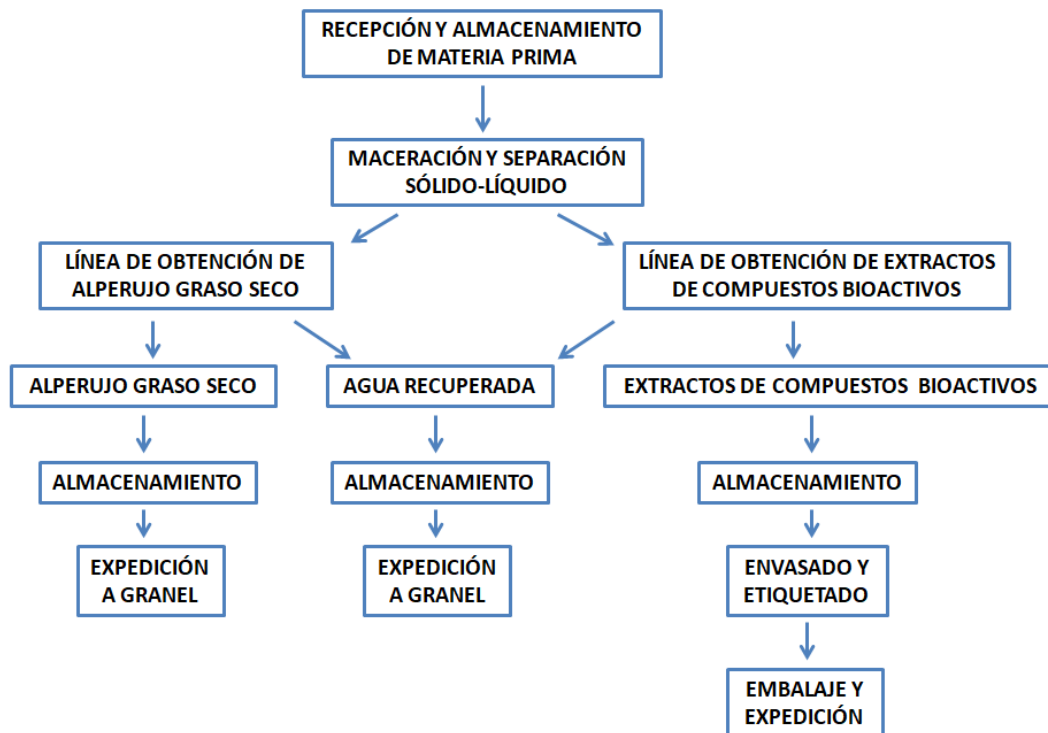 RECEPCIÓN Y ALMACENAMIENTO
DE MATERIA PRIMA
MACERACIÓN Y SEPARACIÓN
SÓLIDO-LÍQUIDO
LÍNEA DE OBTENCIÓN DE
ALPERUJO GRASO SECO
LÍNEA DE OBTENCIÓN DE EXTRACTOS
DE COMPUESTOS BIOACTIVOS
ALPERUJO GRASO SECO
AGUA RECUPERADA
EXTRACTOS DE COMPUESTOS BIOACTIVOS
ALMACENAMIENTO
ALMACENAMIENTO
ALMACENAMIENTO
EXPEDICIÓN
A GRANEL
EXPEDICIÓN
A GRANEL
ENVASADO Y
ETIQUETADO
EMBALAJE Y
EXPEDICIÓN